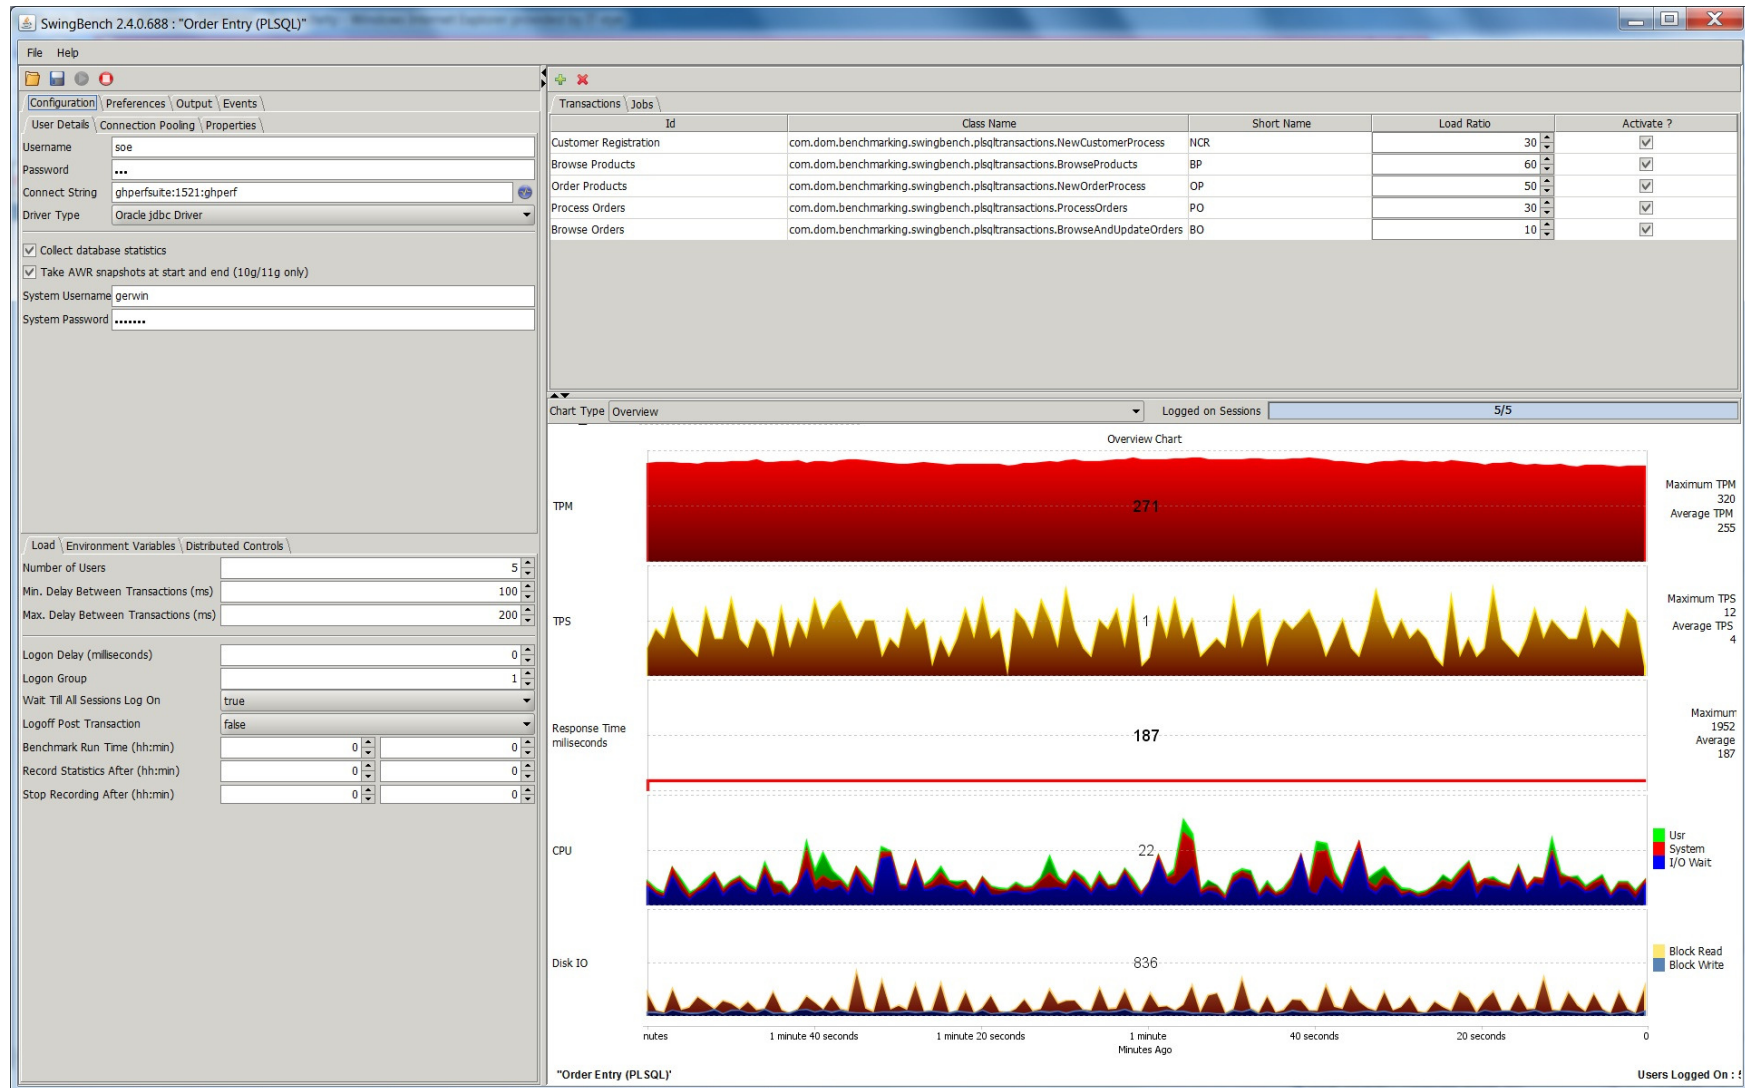 SwingBench 2.4.0.688 : "Order Entry (PLSQL)"
File Help
Configuration Preferences Output Events
User Details Connection Pooling Properties
Username soe
Password •••
Connect String ghperfsuite:1521:ghperf
Driver Type Oracle jdbc Driver
Collect database statistics
Take AWR snapshots at start and end (10g/11g only)
System Username gerwin
System Password •••••••
Load Environment Variables Distributed Controls
Number of Users 5
Min. Delay Between Transactions (ms) 100
Max. Delay Between Transactions (ms) 200
Logon Delay (milliseconds) 0
Logon Group 1
Wait Till All Sessions Log On true
Logoff Post Transaction false
Benchmark Run Time (hh:min) 0 0
Record Statistics After (hh:min) 0 0
Stop Recording After (hh:min) 0 0
Transactions Jobs
Id Class Name Short Name Load Ratio Activate ?
Customer Registration com.dom.benchmarking.swingbench.plsqltransactions.NewCustomerProcess NCR 30
Browse Products com.dom.benchmarking.swingbench.plsqltransactions.BrowseProducts BP 60
Order Products com.dom.benchmarking.swingbench.plsqltransactions.NewOrderProcess OP 50
Process Orders com.dom.benchmarking.swingbench.plsqltransactions.ProcessOrders PO 30
Browse Orders com.dom.benchmarking.swingbench.plsqltransactions.BrowseAndUpdateOrders BO 10
Chart Type Overview Logged on Sessions 5/5
Overview Chart
TPM 271
Maximum TPM
320
Average TPM
255
TPS 1
Maximum TPS
12
Average TPS
4
Response Time
miliseconds
187
Maximum
1952
Average
187
CPU 22
Usr
System
I/O Wait
Disk IO 836
Block Read
Block Write
nutes 1 minute 40 seconds 1 minute 20 seconds 1 minute 40 seconds 20 seconds 0
Minutes Ago
"Order Entry (PLSQL)" Users Logged On :